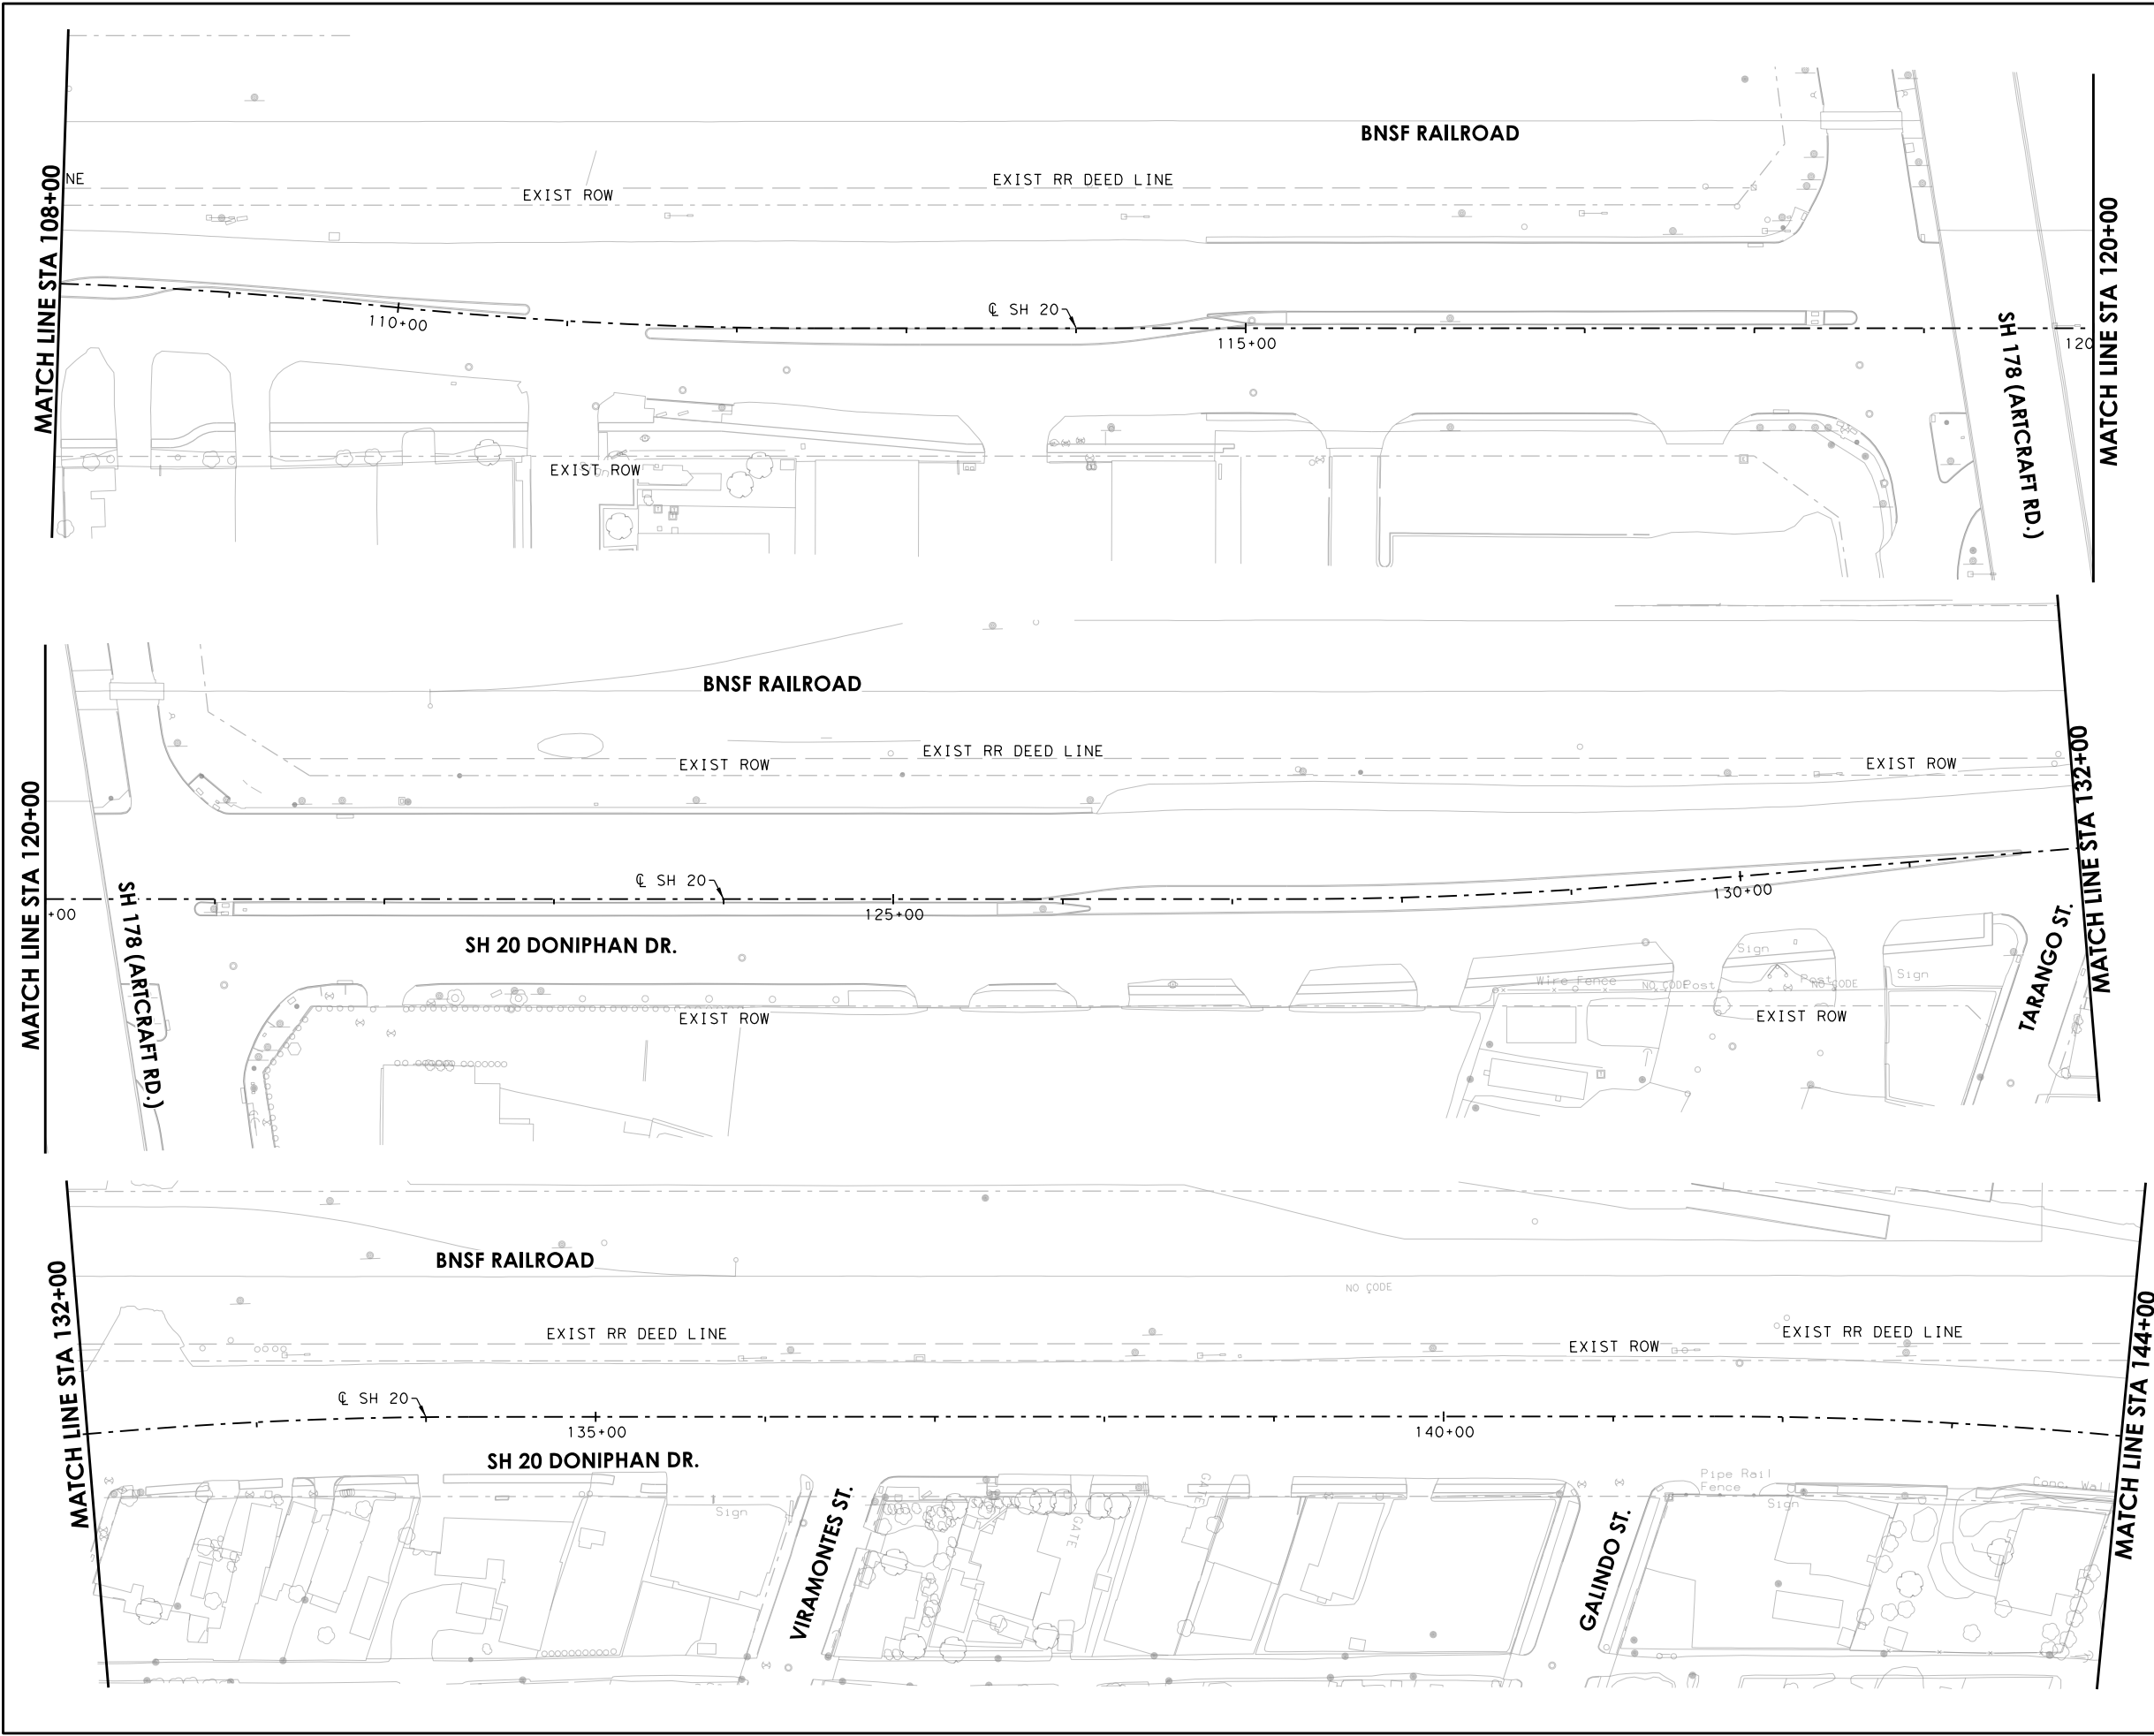 BNSF RAILROAD
MATCH LINE STA 108+00
NE
EXIST ROW
EXIST RR DEED LINE
MATCH LINE STA 120+00
110+00
℄ SH 20
115+00
SH 178 (ARTCRAFT RD.)
120
EXIST ROW
BNSF RAILROAD
EXIST RR DEED LINE
EXIST ROW
EXIST ROW
MATCH LINE STA 120+00
MATCH LINE STA 132+00
℄ SH 20
+00
125+00
130+00
SH 178 (ARTCRAFT RD.)
SH 20 DONIPHAN DR.
TARANGO ST.
Sign
Wire Fence
NO CODE
Post
Post
NO CODE
Sign
EXIST ROW
EXIST ROW
BNSF RAILROAD
NO CODE
MATCH LINE STA 132+00
EXIST RR DEED LINE
EXIST ROW
EXIST RR DEED LINE
MATCH LINE STA 144+00
℄ SH 20
135+00
140+00
SH 20 DONIPHAN DR.
VIRAMONTES ST.
Sign
GATE
GATE
GALINDO ST.
Pipe Rail
Fence
Sign
Conc. Wall